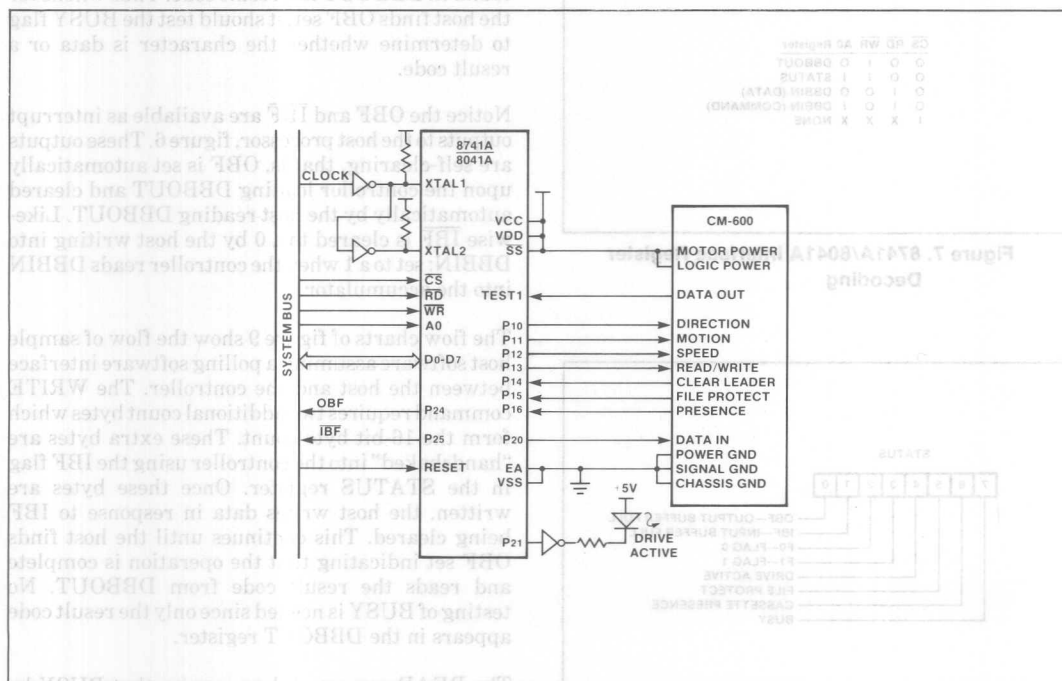 the host finds OBF set, it should test the BUSY flag
to determine whether the character is data or a
result code.
Notice the OBF and IBF are available as interrupt
outputs to the host processor, figure 6. These outputs
are self-clearing, that is, OBF is set automatically
upon the controller loading DBBOUT and cleared
automatically by the host reading DBBOUT. Like-
wise IBF is cleared to 0 by the host writing into
DBBIN; set to a 1 when the controller reads DBBIN
into the accumulator.
The flow charts of figure 9 show the flow of sample
host software assuming a polling software interface
between the host and the controller. The WRITE
command requires additional count bytes which
form the 16-bit byte count. These extra bytes are
"handshaked" into the controller using the IBF flag
in the STATUS register. Once these bytes are
written, the host writes data in response to IBF
being cleared. This continues until the host finds
OBF set indicating that the operation is complete
and reads the result code from DBBOUT. No
testing of BUSY is needed since only the result code
appears in the DBBOUT register.
CS RD WR A0 Register
0 0 1 0 DBBOUT
0 0 1 1 STATUS
0 1 0 0 DBBIN (DATA)
0 1 0 1 DBBIN (COMMAND)
1 X X X NONE
Figure 7. 8741A/8041A Register
Decoding
STATUS
7 6 5 4 3 2 1 0
OBF—OUTPUT BUFFER
IBF—INPUT BUFFER
F0—FLAG 0
F1—FLAG 1
DRIVE ACTIVE
FILE PROTECT
CASSETTE PRESENCE
BUSY
SYSTEM BUS
CLOCK
8741A
8041A
XTAL1
XTAL2
CS
RD
WR
A0
D0-D7
OBF
P24
IBF
P25
RESET
VCC
VDD
SS
TEST1
P10
P11
P12
P13
P14
P15
P16
P20
EA
VSS
P21
+5V
DRIVE
ACTIVE
CM-600
MOTOR POWER
LOGIC POWER
DATA OUT
DIRECTION
MOTION
SPEED
READ/WRITE
CLEAR LEADER
FILE PROTECT
PRESENCE
DATA IN
POWER GND
SIGNAL GND
CHASSIS GND